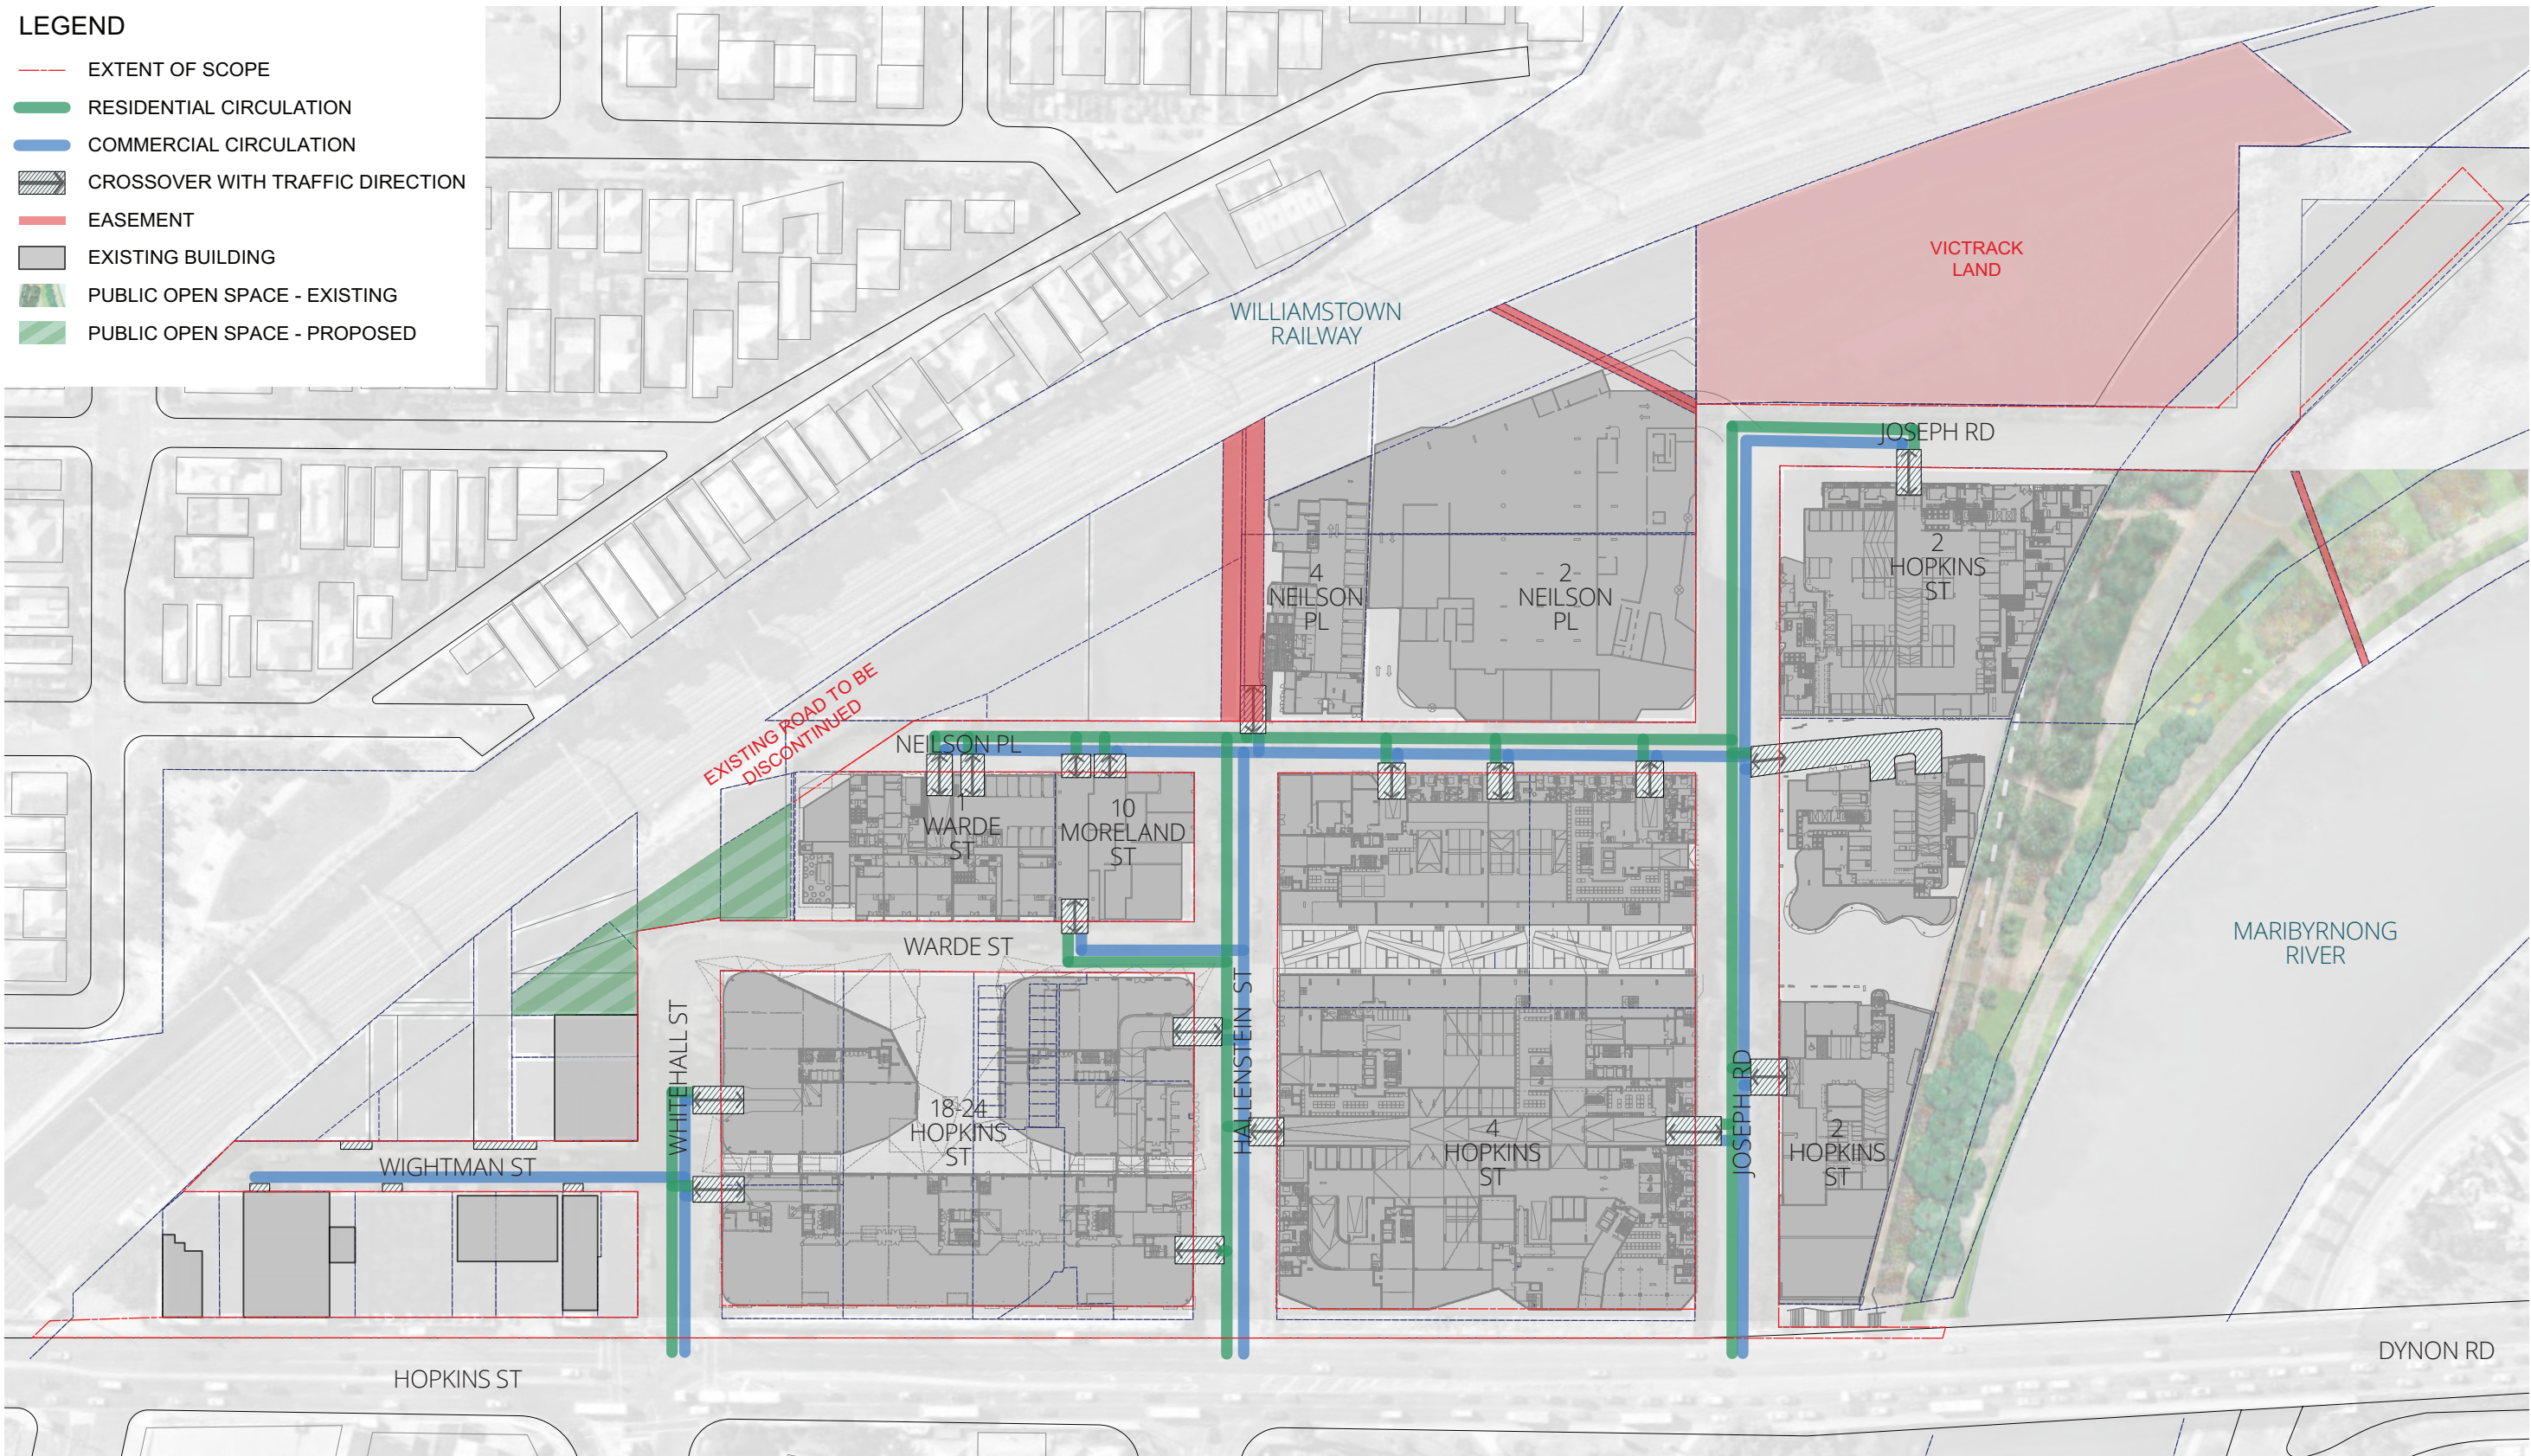 LEGEND
EXTENT OF SCOPE
RESIDENTIAL CIRCULATION
COMMERCIAL CIRCULATION
CROSSOVER WITH TRAFFIC DIRECTION
EASEMENT
EXISTING BUILDING
PUBLIC OPEN SPACE - EXISTING
PUBLIC OPEN SPACE - PROPOSED
VICTRACK
LAND
WILLIAMSTOWN
RAILWAY
JOSEPH RD
2
HOPKINS
ST
4
NEILSON
PL
2
NEILSON
PL
EXISTING ROAD TO BE
DISCONTINUED
NEILSON PL
1
WARDE
ST
10
MORELAND
ST
WARDE ST
MARIBYRNONG
RIVER
WHITEHALL ST
HALLENSTEIN ST
JOSEPH RD
18-24
HOPKINS
ST
4
HOPKINS
ST
2
HOPKINS
ST
WIGHTMAN ST
HOPKINS ST
DYNON RD